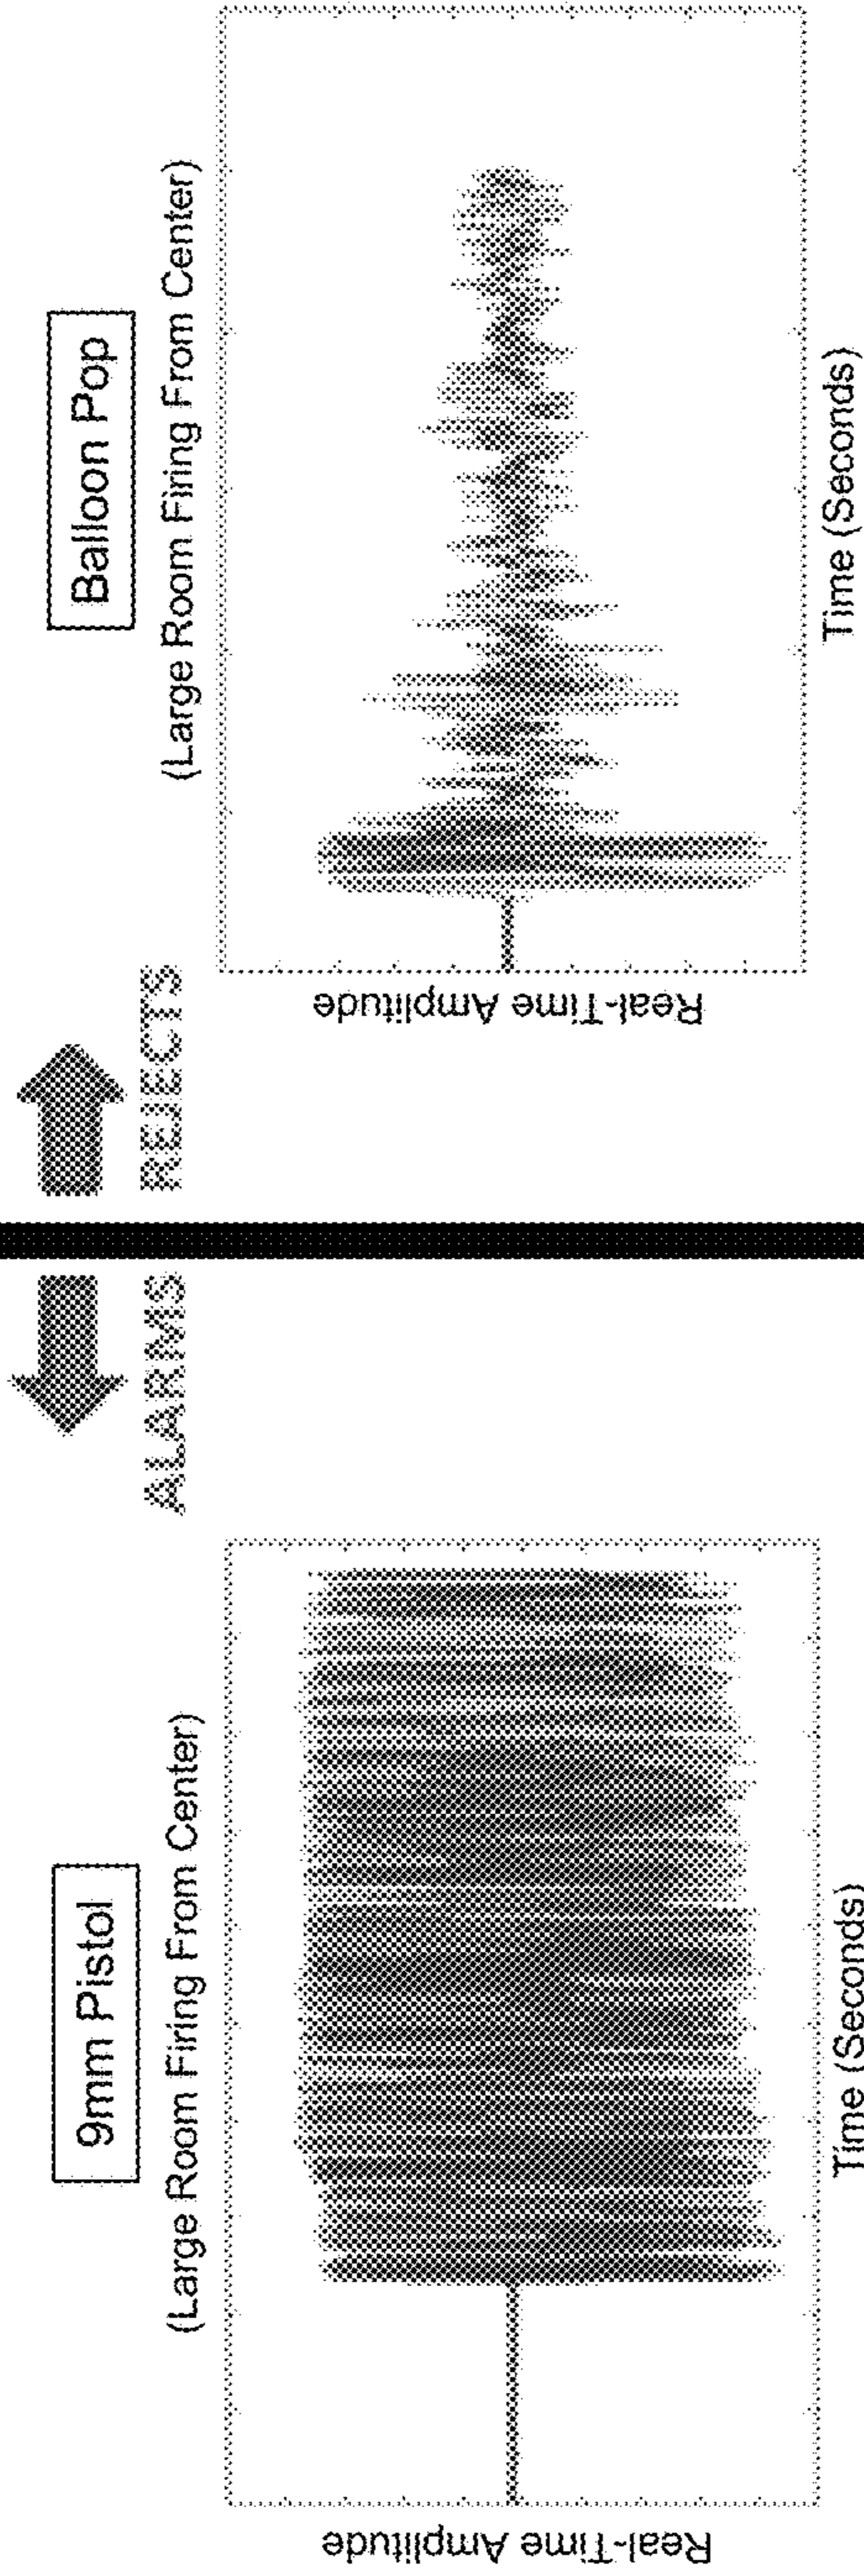 9mm Pistol
(Large Room Firing From Center)
Real-Time Amplitude
Time (Seconds)
ALARMS
REJECTS
Balloon Pop
(Large Room Firing From Center)
Real-Time Amplitude
Time (Seconds)